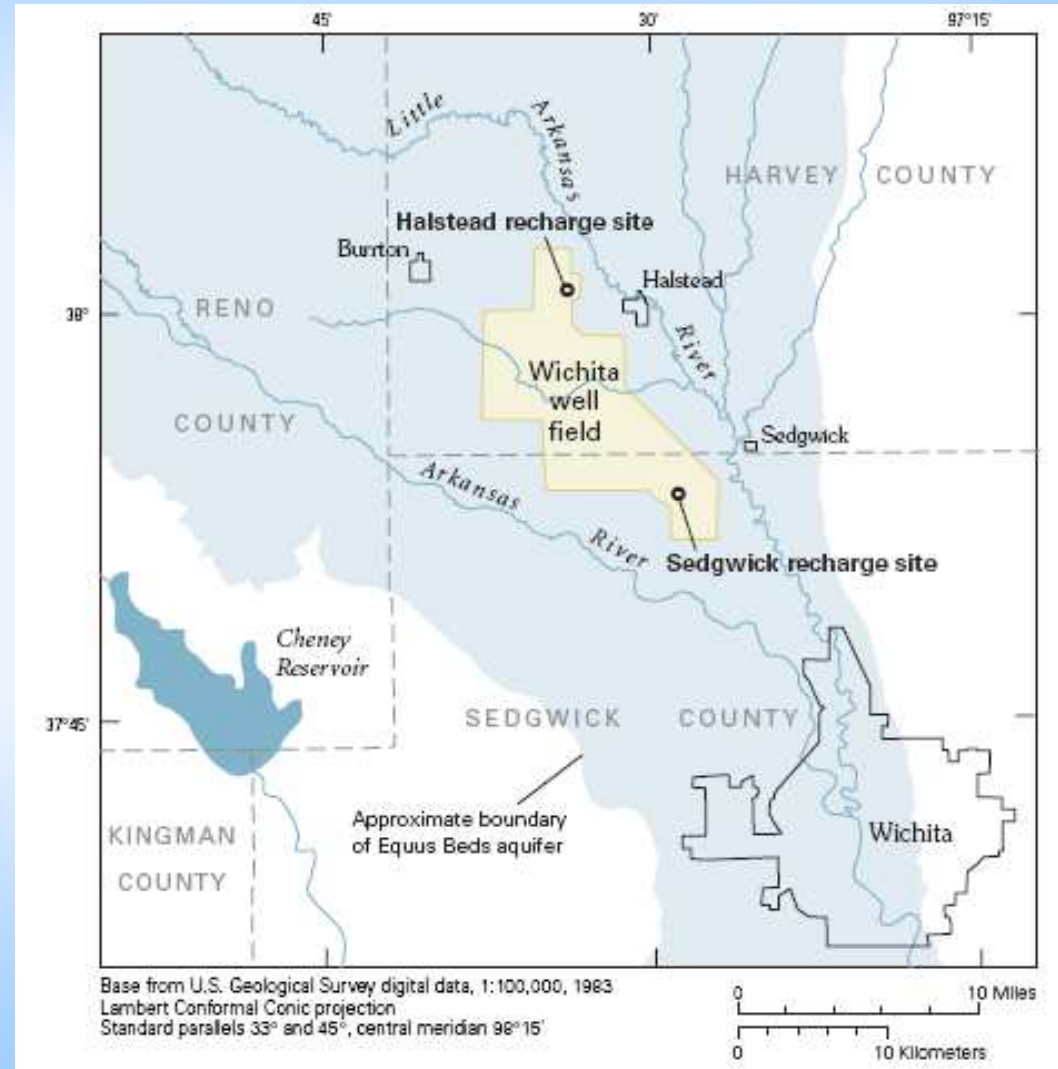 45'
30'
97°15'
Little
Arkansas
River
HARVEY COUNTY
Halstead recharge site
Burrton
Halstead
38°
RENO
COUNTY
Wichita
well
field
Sedgwick
Arkansas
River
Sedgwick recharge site
Cheney
Reservoir
37°45'
SEDGWICK COUNTY
Approximate boundary
of Equus Beds aquifer
Wichita
KINGMAN
COUNTY
Base from U.S. Geological Survey digital data, 1:100,000, 1983
Lambert Conformal Conic projection
Standard parallels 33° and 45°, central meridian 98°15'
0 10 Miles
0 10 Kilometers